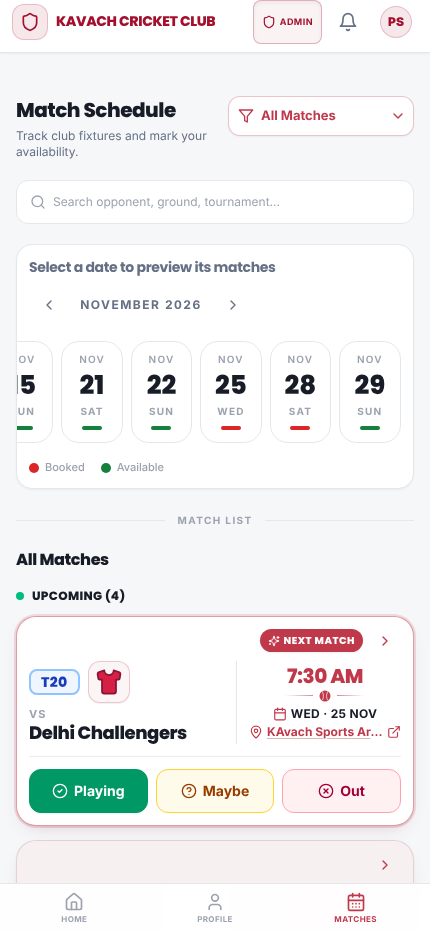 KAVACH CRICKET CLUB
ADMIN
PS
Match Schedule
Track club fixtures and mark your
availability.
All Matches
Search opponent, ground, tournament...
Select a date to preview its matches
NOVEMBER 2026
NOV NOV NOV NOV NOV
21 22 25 28 29
SAT SUN WED SAT SUN
Booked Available
MATCH LIST
All Matches
UPCOMING (4)
NEXT MATCH
T20
7:30 AM
VS
Delhi Challengers
WED · 25 NOV
KAvach Sports Ar...
Playing Maybe Out
HOME PROFILE MATCHES